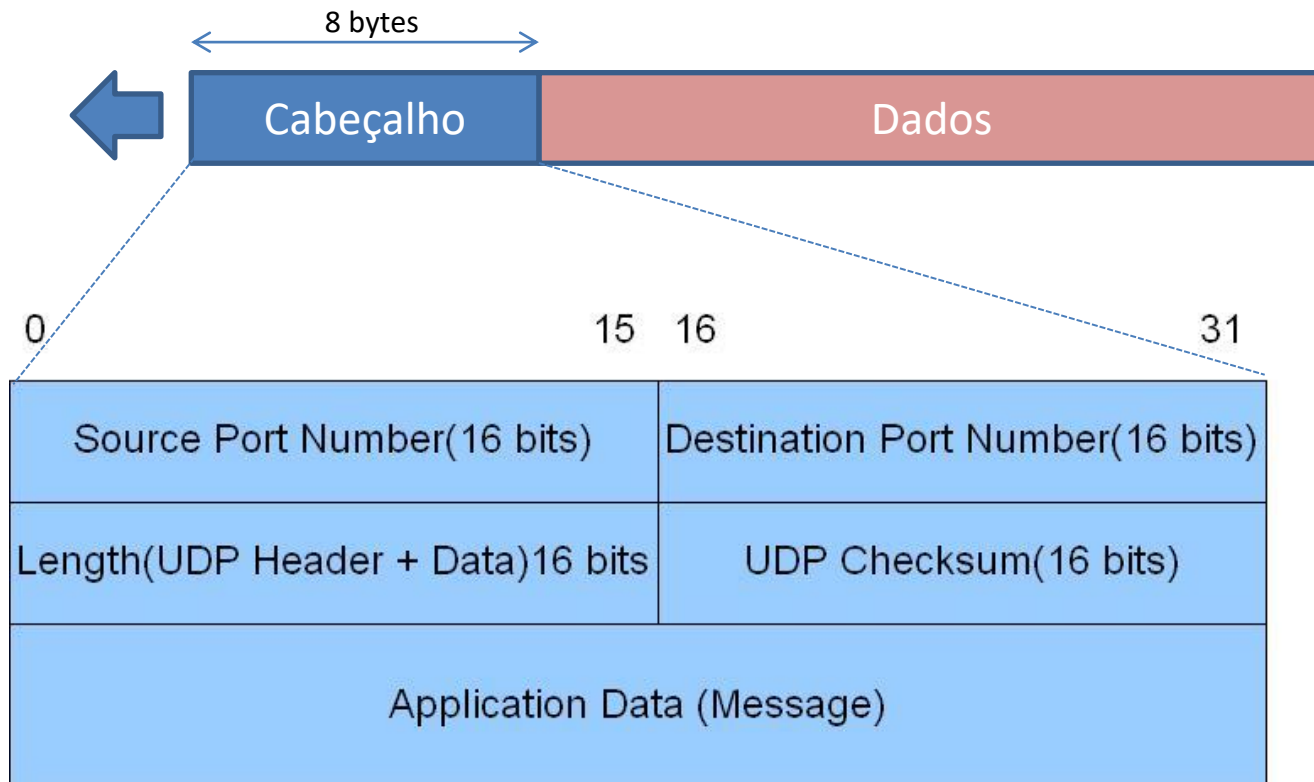 8 bytes
Cabeçalho Dados
0 15 16 31
Source Port Number(16 bits) Destination Port Number(16 bits)
Length(UDP Header + Data)16 bits UDP Checksum(16 bits)
Application Data (Message)